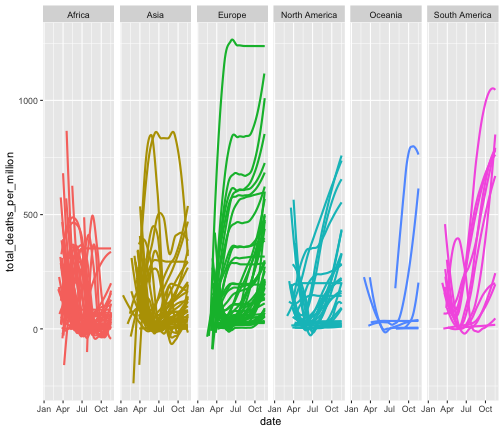 Africa Asia Europe North America Oceania South America
total_deaths_per_million
1000
500
0
Jan Apr Jul Oct Jan Apr Jul Oct Jan Apr Jul Oct Jan Apr Jul Oct Jan Apr Jul Oct Jan Apr Jul Oct
date